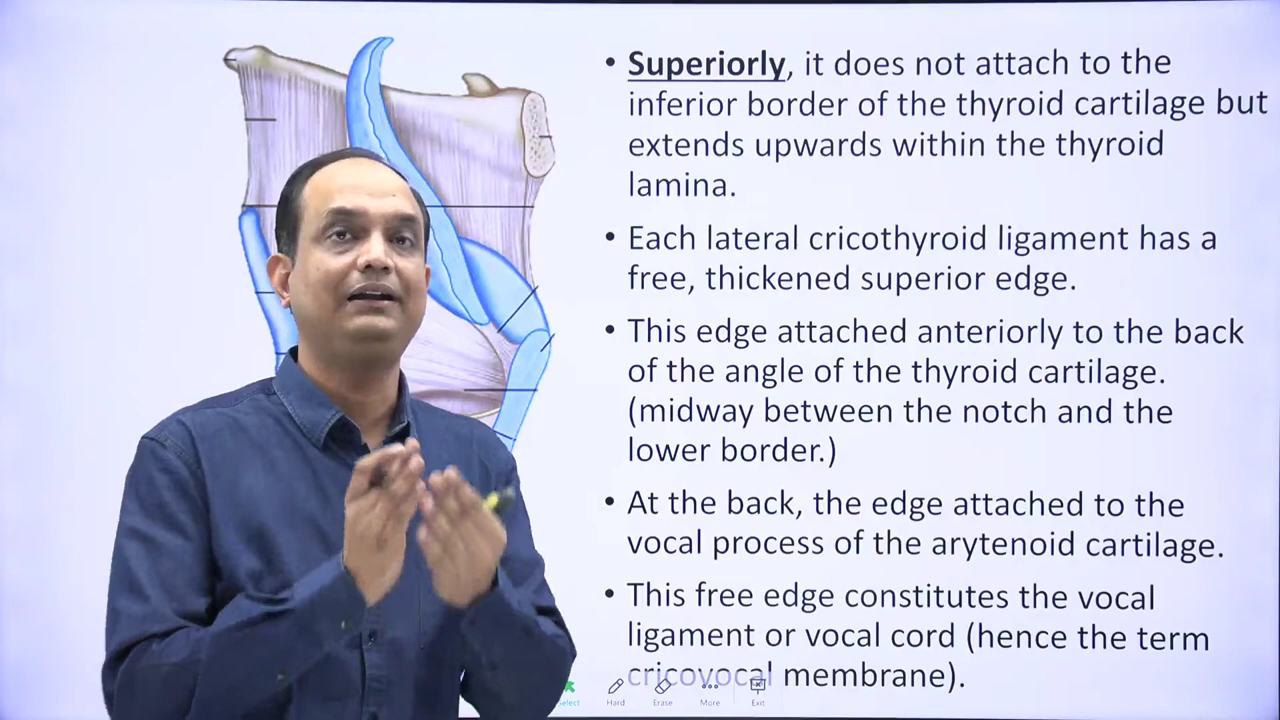 • Superiorly, it does not attach to the
inferior border of the thyroid cartilage but
extends upwards within the thyroid
lamina.
• Each lateral cricothyroid ligament has a
free, thickened superior edge.
• This edge attached anteriorly to the back
of the angle of the thyroid cartilage.
(midway between the notch and the
lower border.)
• At the back, the edge attached to the
vocal process of the arytenoid cartilage.
• This free edge constitutes the vocal
ligament or vocal cord (hence the term
cricovocal membrane).
Select Hard Erase More Exit